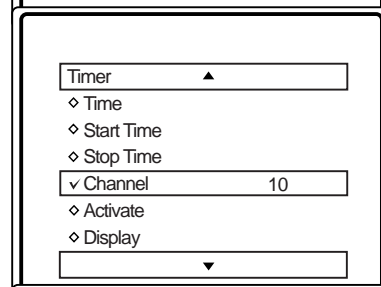 Timer ▲
◇ Time
◇ Start Time
◇ Stop Time
✓ Channel 10
◇ Activate
◇ Display
▼